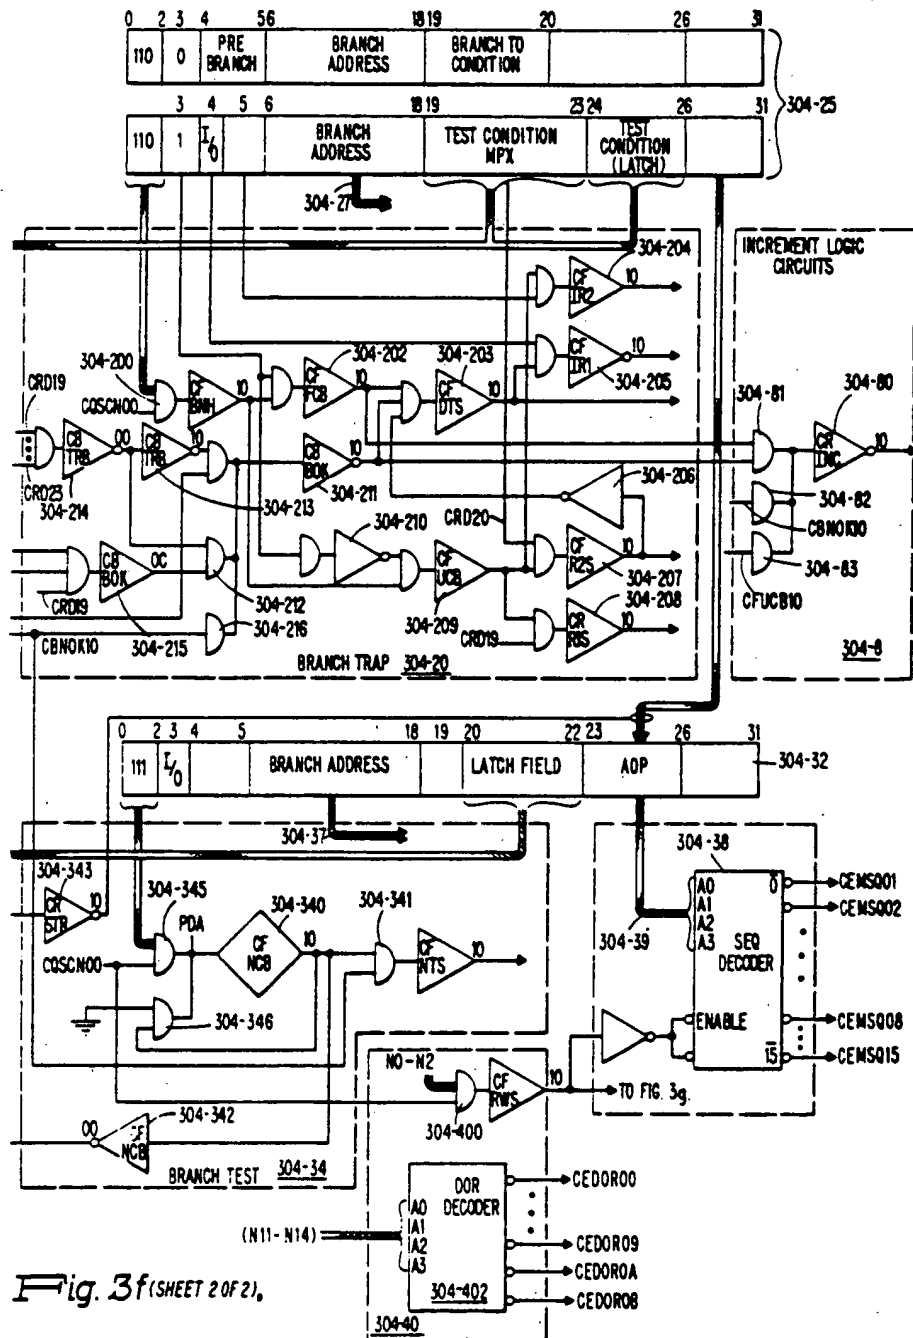 0 2 3 4 56 18 19 20 31
110 0 PRE BRANCH BRANCH ADDRESS BRANCH TO CONDITION
304-25
3 4 5 6 18 19 23 24 26 31
110 1 I/O BRANCH ADDRESS TEST CONDITION MPX TEST CONDITION (LATCH)
304-27
304-204
INCREMENT LOGIC CIRCUITS
CF IR2 10
304-200
304-202
304-203
CF IR1 10
304-205
304-81
304-80
CRD19
CQSCN00
CF BNH 10
CF FCB 10
CF DTS 10
CRD23
CB TRB 00
CB TRB 10
CB BOK 10
CR INC 10
304-214
304-213
304-211
304-206
304-82
CBNOK30
304-210
CRD20
304-83
CB BOK 0C
CF UCB 10
CF R2S 10
304-207
CFUCB10
CRD19
304-212
304-208
304-209
CR R1S 10
CBNOK10
304-215
304-216
CRD19
BRANCH TRAP 304-20
304-8
0 2 3 4 5 18 19 20 22 23 26 31
111 I/O BRANCH ADDRESS LATCH FIELD AOP
304-32
304-37
304-343
304-345
304-340
304-341
304-38
CR STR 10
PDA
CF NCB 10
CF NTS 10
CQSCN00
304-346
304-39
A0
A1
A2
A3
SEQ DECODER
0
CEMSQ01
CEMSQ02
ENABLE
CEMSQ08
15
CEMSQ15
N0-N2
CF RWS 10
TO FIG. 3g.
304-400
304-342
00
CF NCB
BRANCH TEST 304-34
DOR DECODER
CEDOR00
(N11-N14)
A0
A1
A2
A3
CEDOR09
CEDOR0A
304-402
CEDOR0B
304-40
Fig. 3f (SHEET 2 OF 2).